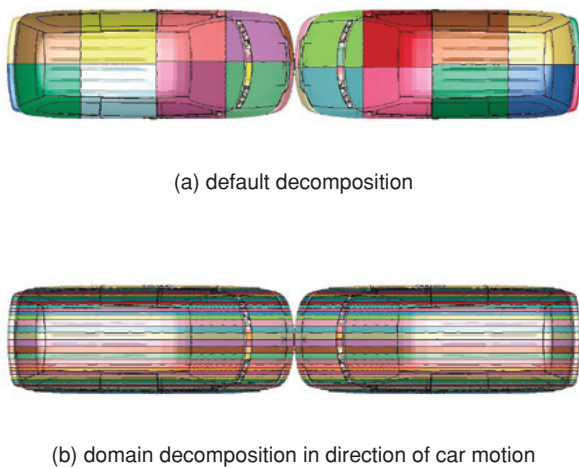 (a) default decomposition
(b) domain decomposition in direction of car motion